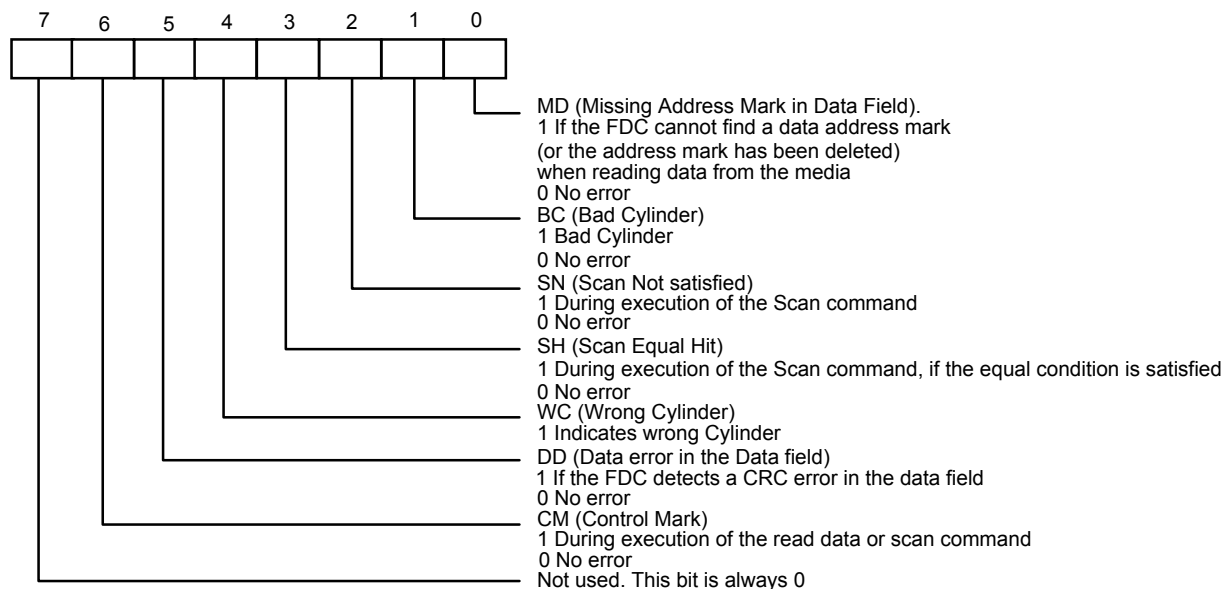 7 6 5 4 3 2 1 0
MD (Missing Address Mark in Data Field).
1 If the FDC cannot find a data address mark
(or the address mark has been deleted)
when reading data from the media
0 No error
BC (Bad Cylinder)
1 Bad Cylinder
0 No error
SN (Scan Not satisfied)
1 During execution of the Scan command
0 No error
SH (Scan Equal Hit)
1 During execution of the Scan command, if the equal condition is satisfied
0 No error
WC (Wrong Cylinder)
1 Indicates wrong Cylinder
DD (Data error in the Data field)
1 If the FDC detects a CRC error in the data field
0 No error
CM (Control Mark)
1 During execution of the read data or scan command
0 No error
Not used. This bit is always 0